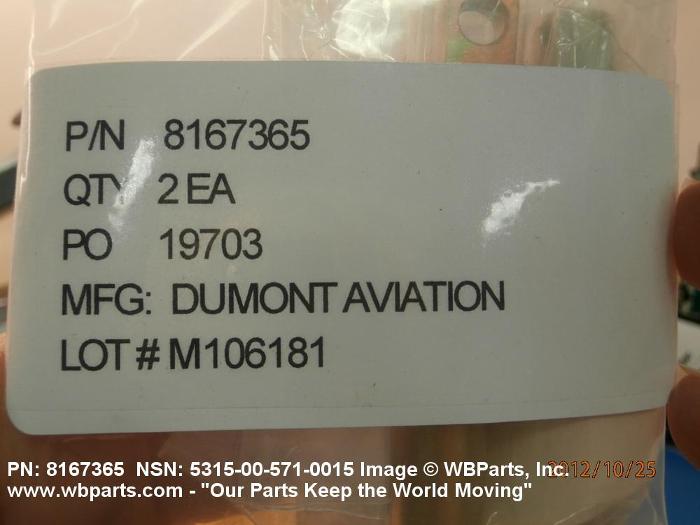 P/N 8167365
QTY 2 EA
PO 19703
MFG: DUMONT AVIATION
LOT # M106181
PN: 8167365 NSN: 5315-00-571-0015 Image © WBParts, Inc. 2012/10/25
www.wbparts.com - "Our Parts Keep the World Moving"